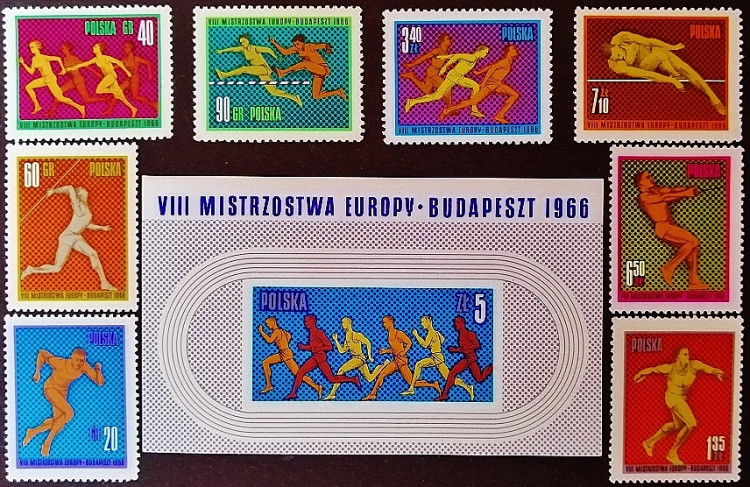 POLSKA GR 40
VIII MISTRZOSTWA EUROPY - BUDAPESZT 1966
VIII MISTRZOSTWA EUROPY-BUDAPESZT 1966
90 GR POLSKA
3,40 ZŁ
POLSKA
VIII MISTRZOSTWA EUROPY - BUDAPESZT 1966
POLSKA
7,10 ZŁ
VIII MISTRZOSTWA EUROPY - BUDAPESZT 1966
60 GR POLSKA
VIII MISTRZOSTWA EUROPY - BUDAPESZT 1966
VIII MISTRZOSTWA EUROPY · BUDAPESZT 1966
POLSKA ZŁ 5
POLSKA
6,50 ZŁ
VIII MISTRZOSTWA EUROPY - BUDAPESZT 1966
POLSKA
GR 20
VIII MISTRZOSTWA EUROPY - BUDAPESZT 1966
POLSKA
1,35 ZŁ
VIII MISTRZOSTWA EUROPY - BUDAPESZT 1966